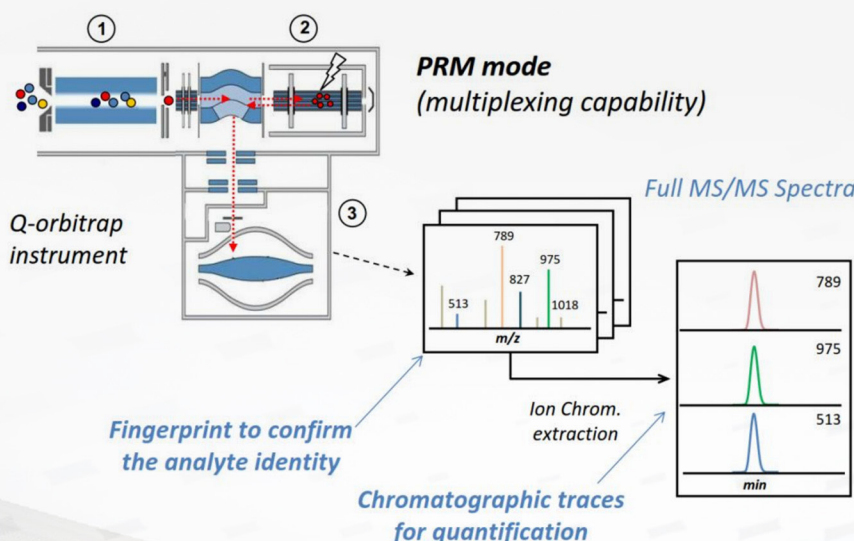 1
2
PRM mode
(multiplexing capability)
Full MS/MS Spectra
Q-orbitrap
instrument
3
789
975
827
513
1018
m/z
789
975
513
min
Ion Chrom.
extraction
Fingerprint to confirm
the analyte identity
Chromatographic traces
for quantification